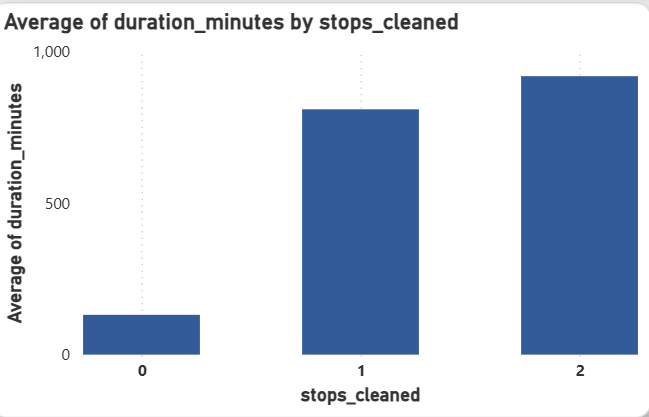 Average of duration_minutes by stops_cleaned
Average of duration_minutes
1,000
500
0
0 1 2
stops_cleaned